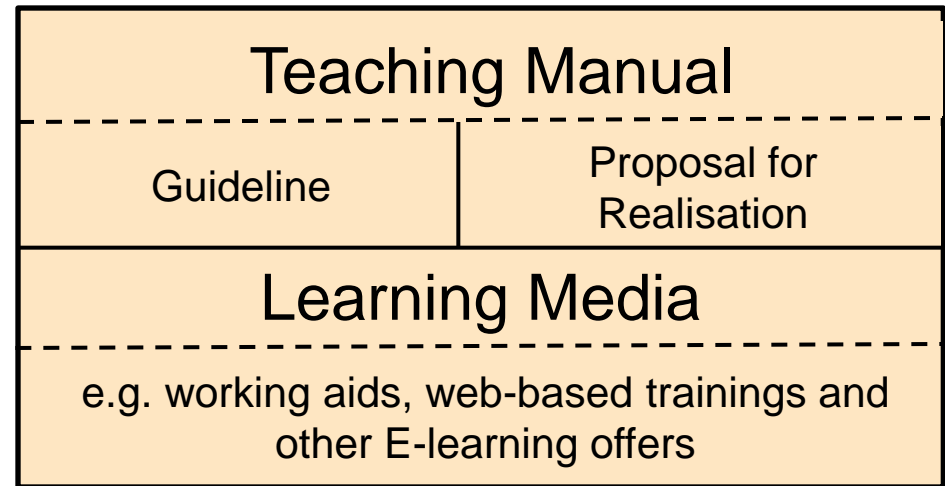 Teaching Manual
Guideline
Proposal for
Realisation
Learning Media
e.g. working aids, web-based trainings and
other E-learning offers